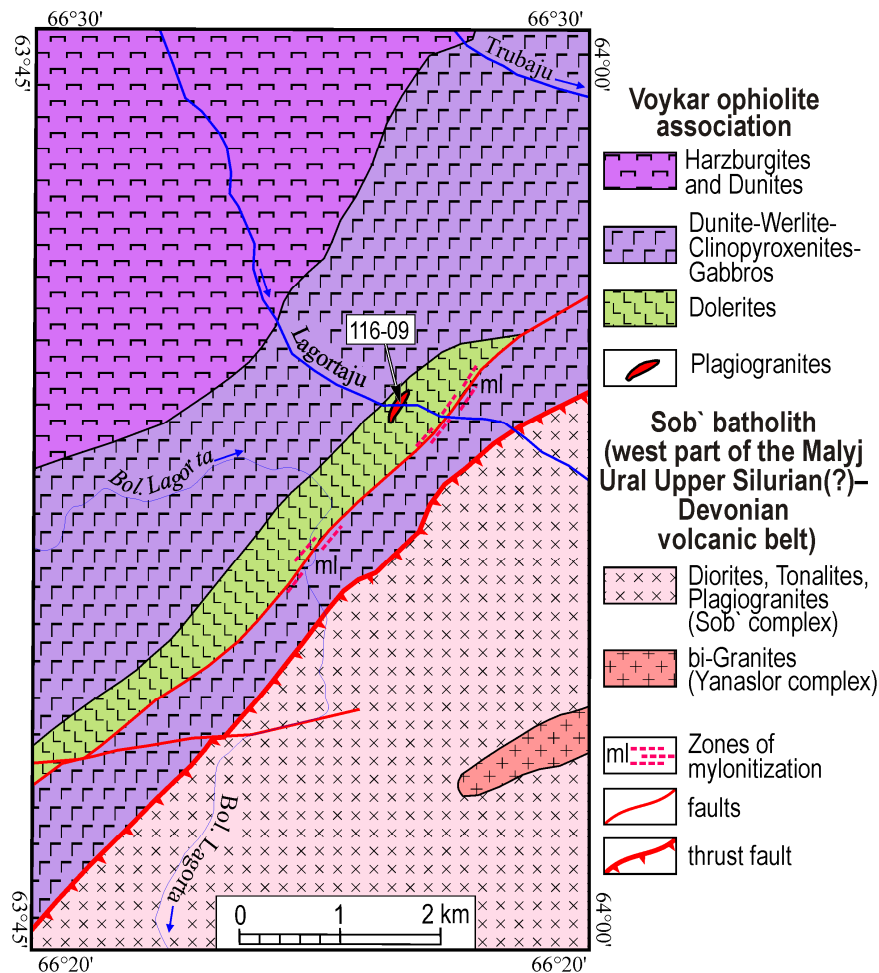 66°30'
66°30'
63°45'
64°00'
Trubaju
116-09
Lagortaju
ml
Bol. Lagorta
ml
Bol. Lagorta
63°45'
64°00'
0 1 2 km
66°20'
66°20'
Voykar ophiolite
association
Harzburgites
and Dunites
Dunite-Werlite-
Clinopyroxenites-
Gabbros
Dolerites
Plagiogranites
Sob` batholith
(west part of the Malyj
Ural Upper Silurian(?)–
Devonian
volcanic belt)
Diorites, Tonalites,
Plagiogranites
(Sob` complex)
bi-Granites
(Yanaslor complex)
ml
Zones of
mylonitization
faults
thrust fault